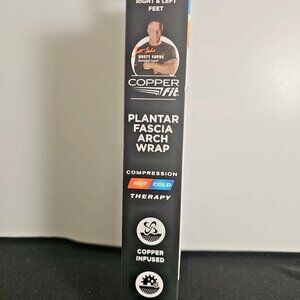 RIGHT & LEFT
FEET
BRETT FAVRE
COPPER
Fit
PLANTAR
FASCIA
ARCH
WRAP
COMPRESSION
HOT COLD
THERAPY
COPPER
INFUSED